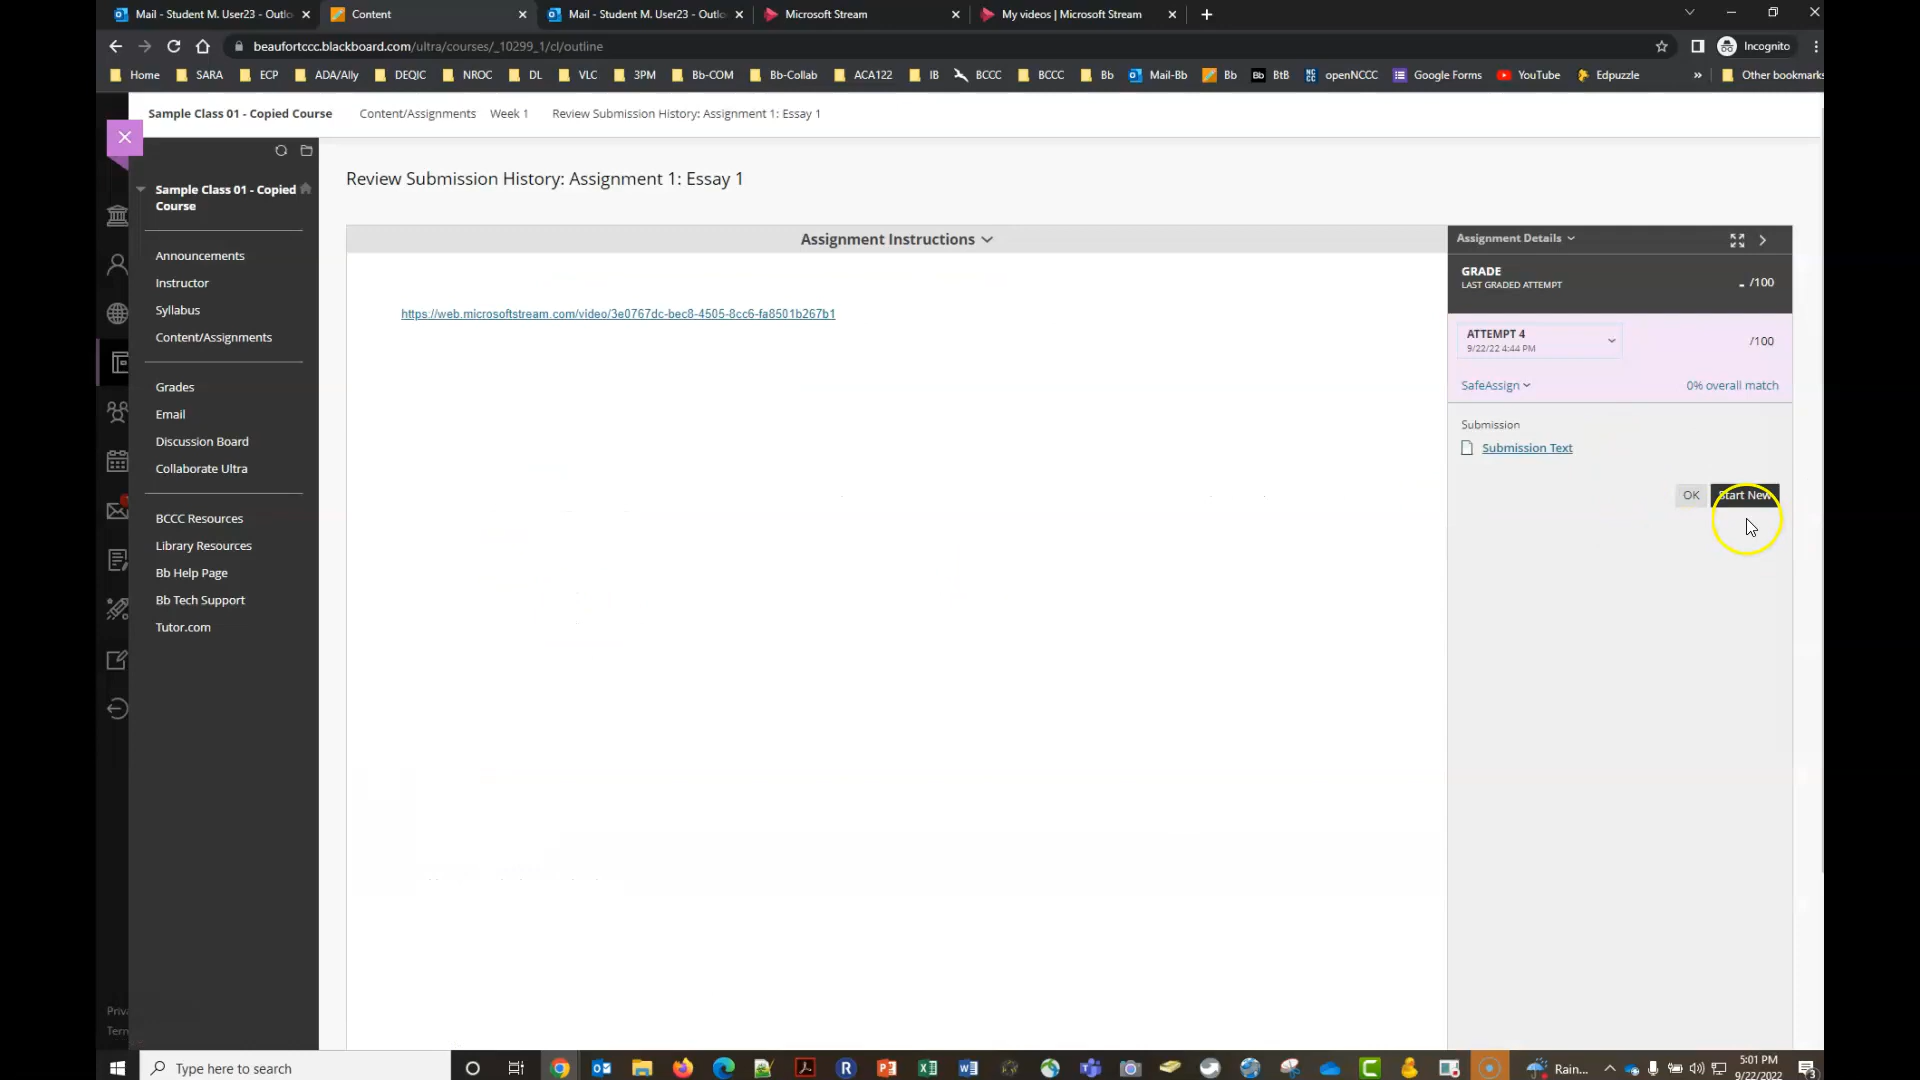 Mail - Student M. User23 - Outlo
Content
Mail - Student M. User23 - Outlo
Microsoft Stream
My videos | Microsoft Stream
beaufortccc.blackboard.com/ultra/courses/_10299_1/cl/outline
Incognito
Home
SARA
ECP
ADA/Ally
DEQIC
NROC
DL
VLC
3PM
Bb-COM
Bb-Collab
ACA122
IB
BCCC
BCCC
Bb
Mail-Bb
Bb
BtB
openNCCC
Google Forms
YouTube
Edpuzzle
»
Other bookmarks
Sample Class 01 - Copied Course
Content/Assignments
Week 1
Review Submission History: Assignment 1: Essay 1
Sample Class 01 - Copied
Course
Announcements
Instructor
Syllabus
Content/Assignments
Grades
Email
Discussion Board
Collaborate Ultra
BCCC Resources
Library Resources
Bb Help Page
Bb Tech Support
Tutor.com
Priva
Term
Review Submission History: Assignment 1: Essay 1
Assignment Instructions
https://web.microsoftstream.com/video/3e0767dc-bec8-4505-8cc6-fa8501b267b1
Assignment Details
GRADE
LAST GRADED ATTEMPT
- /100
ATTEMPT 4
9/22/22 4:44 PM
/100
SafeAssign
0% overall match
Submission
Submission Text
OK
Start New
Type here to search
Rain...
5:01 PM
9/22/2022
3